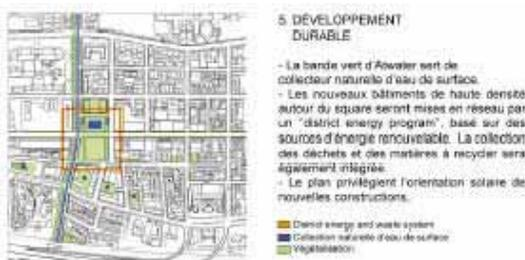 5. DÉVELOPPEMENT
DURABLE
- La bande vert d'Atwater sert de
collecteur naturelle d'eau de surface.
- Les nouveaux bâtiments de haute densité
autour du square seront mises en réseau par
un "district energy program", basé sur des
sources d'énergie renouvelable. La collection
des déchets et des matières à recycler sera
également intégrée.
- Le plan privilégient l'orientation solaire de
nouvelles constructions.
District energy and waste system
Collection naturelle d'eau de surface
Végétalisation